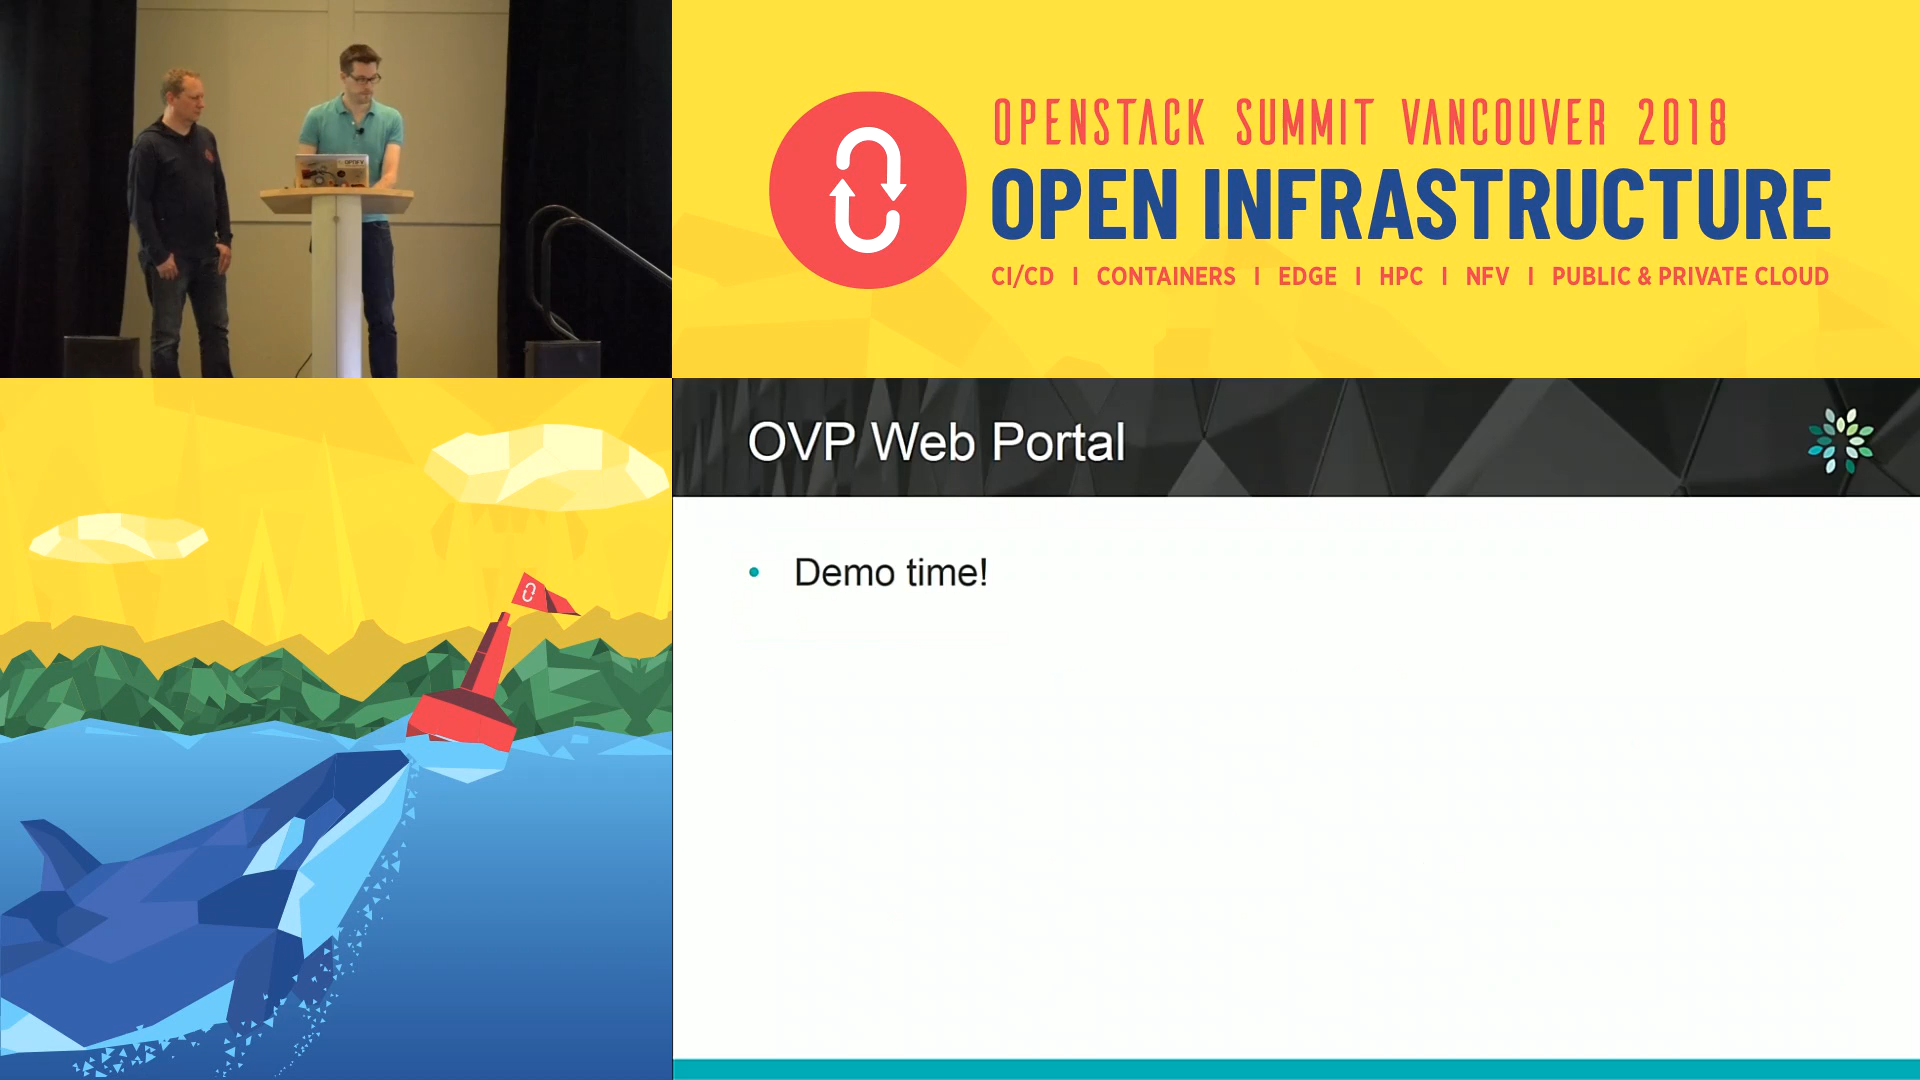 OPENSTACK SUMMIT VANCOUVER 2018
OPEN INFRASTRUCTURE
CI/CD | CONTAINERS | EDGE | HPC | NFV | PUBLIC & PRIVATE CLOUD
OVP Web Portal
• Demo time!